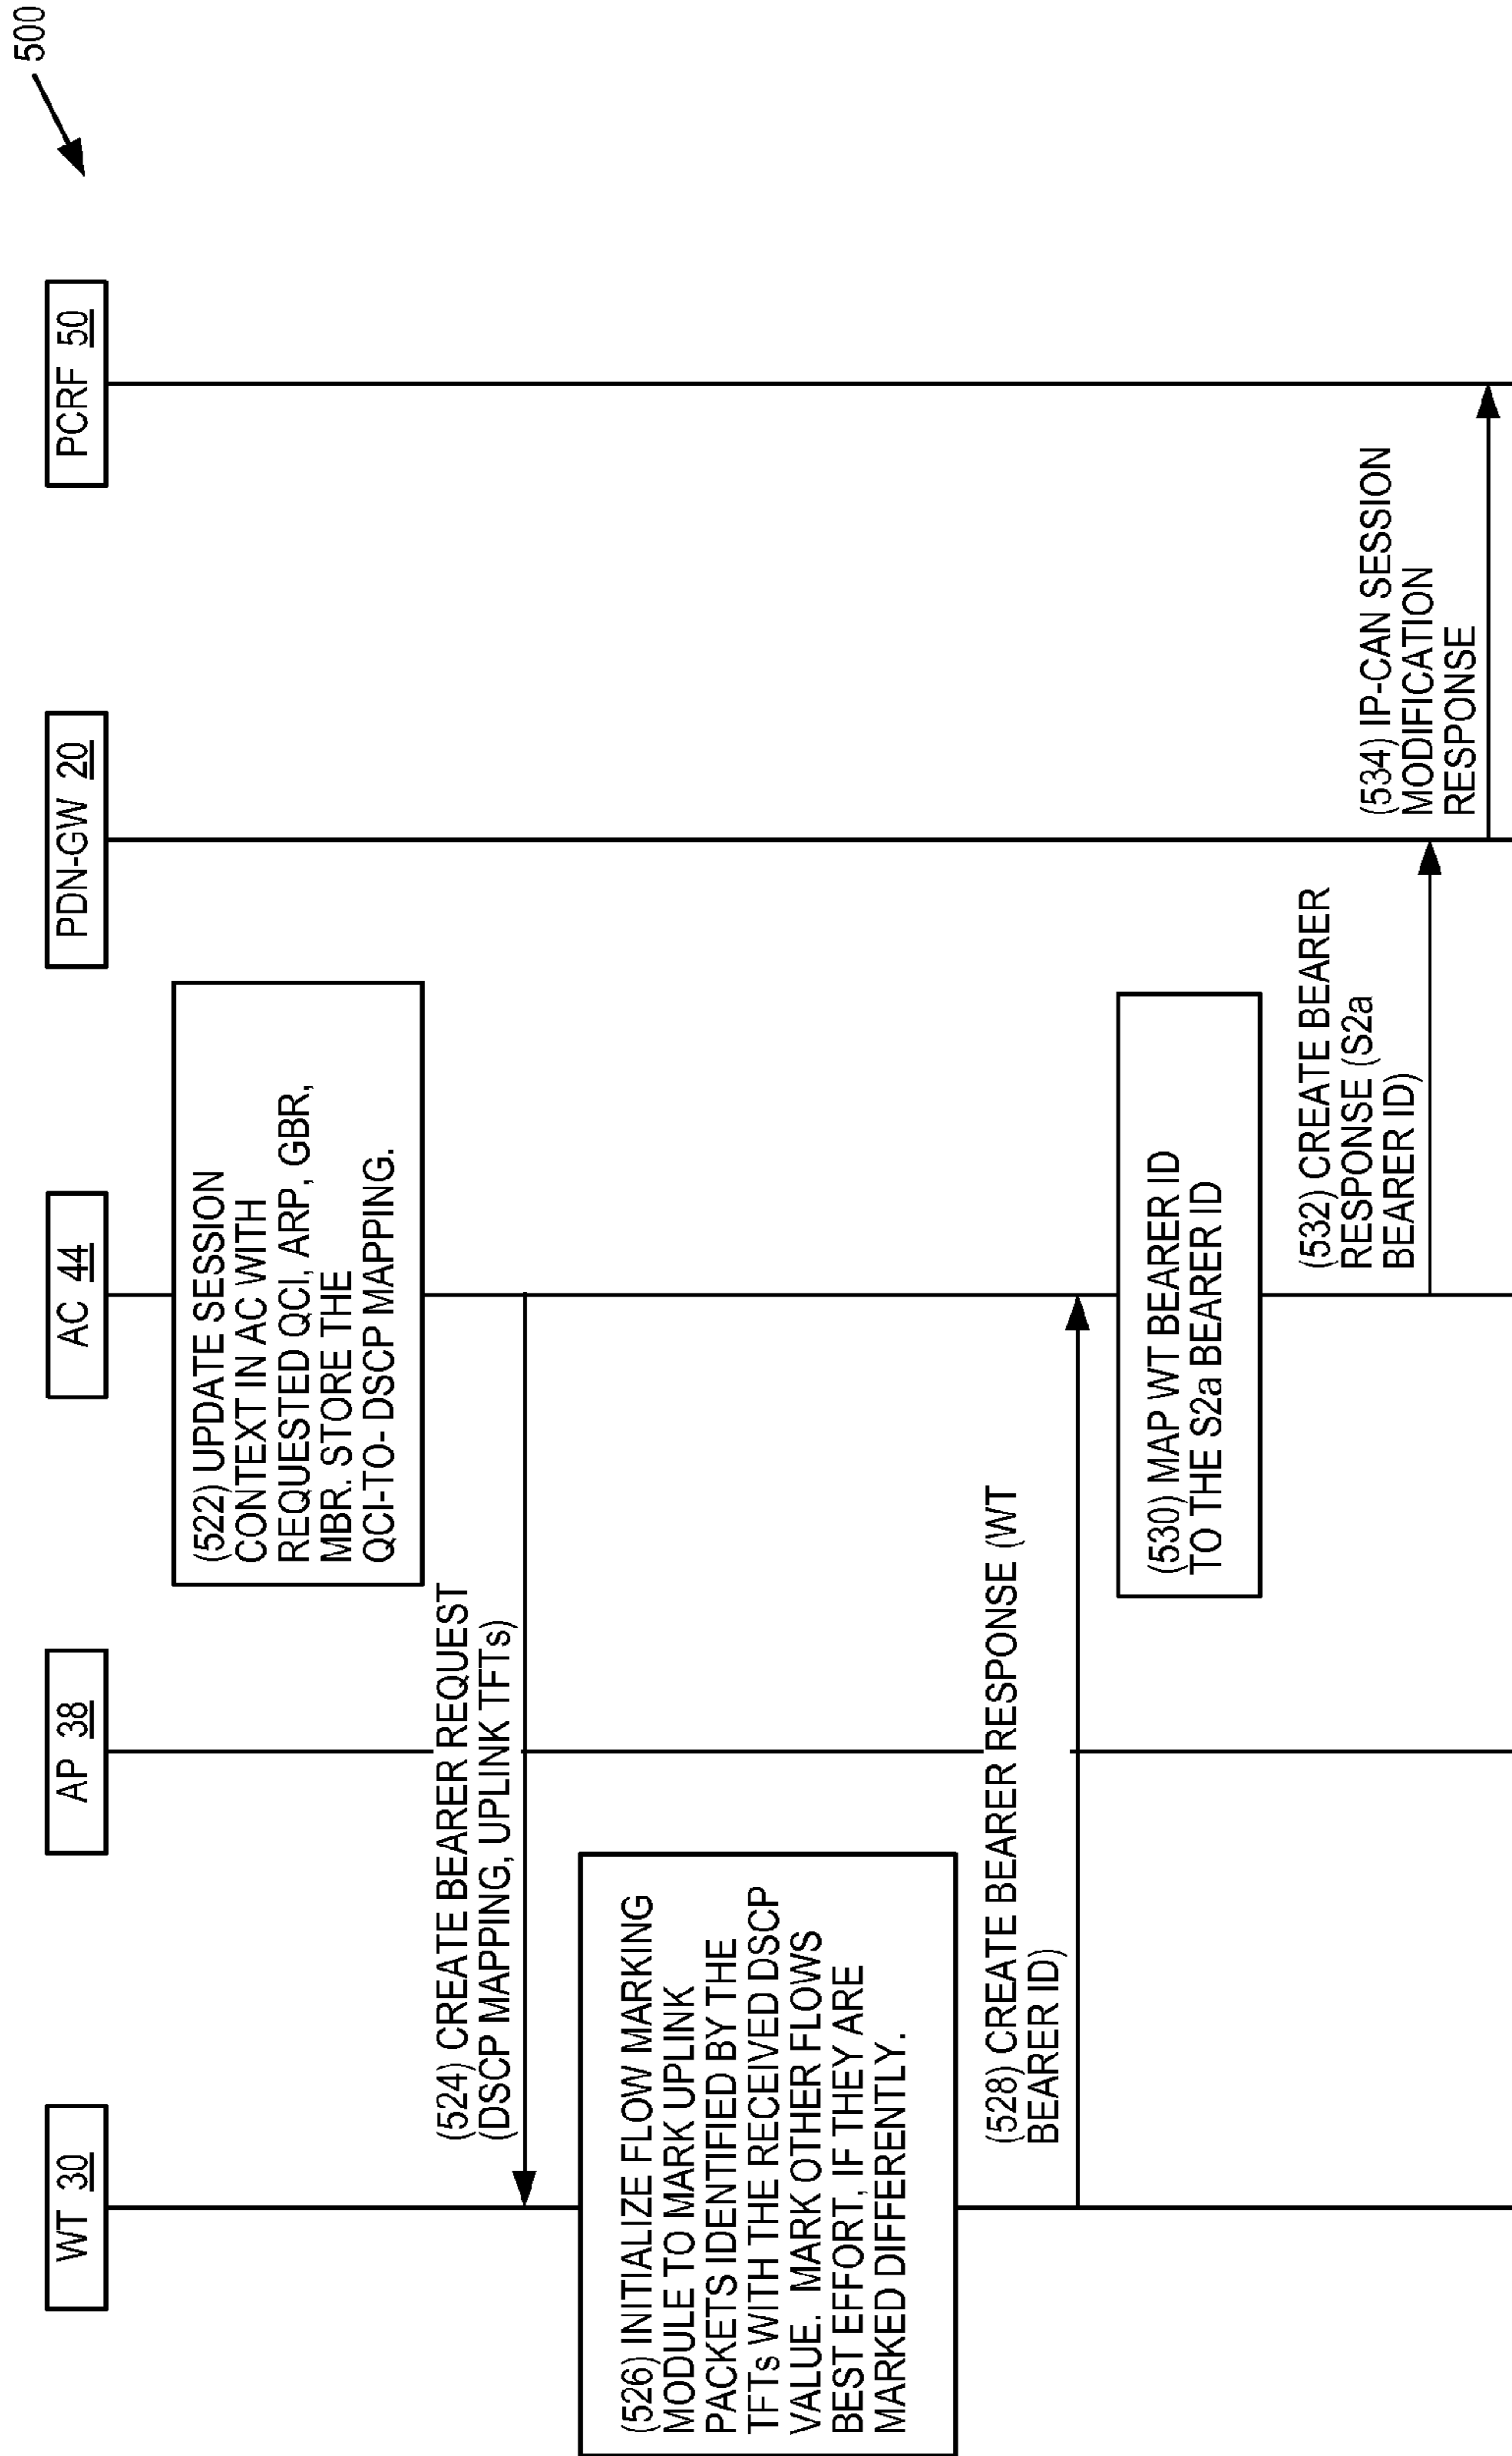 500
WT 30
AP 38
AC 44
PDN-GW 20
PCRF 50
(522) UPDATE SESSION
CONTEXT IN AC WITH
REQUESTED QCI, ARP, GBR,
MBR. STORE THE
QCI-TO- DSCP MAPPING.
(524) CREATE BEARER REQUEST
(DSCP MAPPING, UPLINK TFTs)
(526) INITIALIZE FLOW MARKING
MODULE TO MARK UPLINK
PACKETS IDENTIFIED BY THE
TFTs WITH THE RECEIVED DSCP
VALUE. MARK OTHER FLOWS
BEST EFFORT, IF THEY ARE
MARKED DIFFERENTLY.
(528) CREATE BEARER RESPONSE (WT
BEARER ID)
(530) MAP WT BEARER ID
TO THE S2a BEARER ID
(532) CREATE BEARER
RESPONSE (S2a
BEARER ID)
(534) IP-CAN SESSION
MODIFICATION
RESPONSE